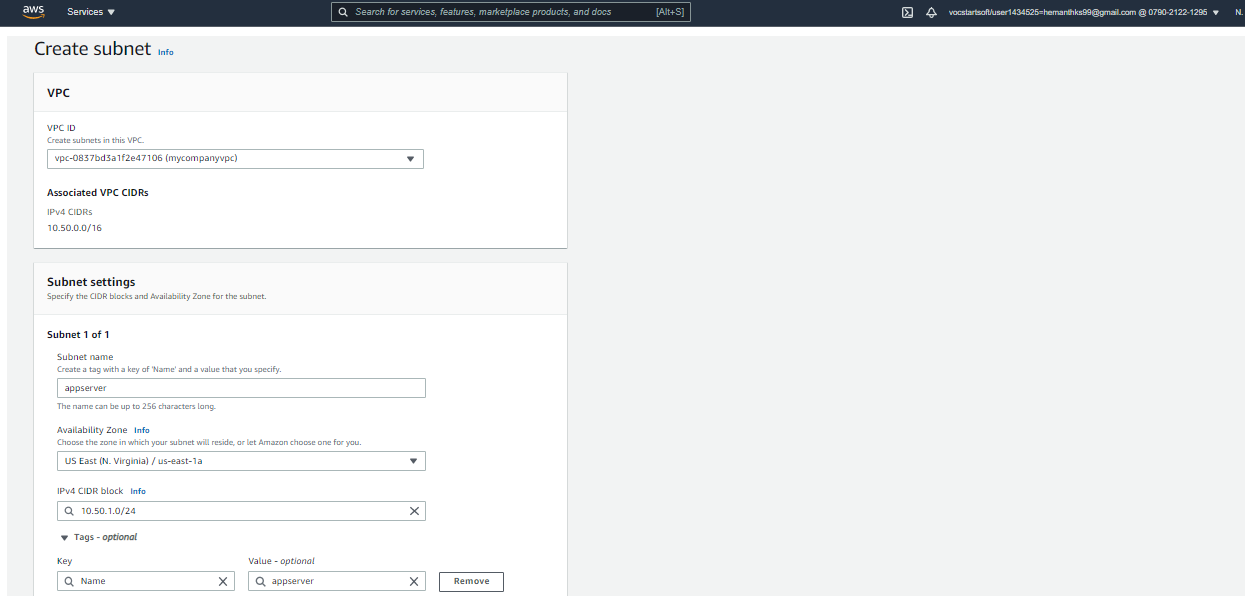 aws Services Search for services, features, marketplace products, and docs [Alt+S] vocstartsoft/user1434525=hemanthks99@gmail.com @ 0790-2122-1295 N.
Create subnet Info
VPC
VPC ID
Create subnets in this VPC.
vpc-0837bd3a1f2e47106 (mycompanyvpc)
Associated VPC CIDRs
IPv4 CIDRs
10.50.0.0/16
Subnet settings
Specify the CIDR blocks and Availability Zone for the subnet.
Subnet 1 of 1
Subnet name
Create a tag with a key of 'Name' and a value that you specify.
appserver
The name can be up to 256 characters long.
Availability Zone Info
Choose the zone in which your subnet will reside, or let Amazon choose one for you.
US East (N. Virginia) / us-east-1a
IPv4 CIDR block Info
10.50.1.0/24
Tags - optional
Key Value - optional
Name appserver Remove